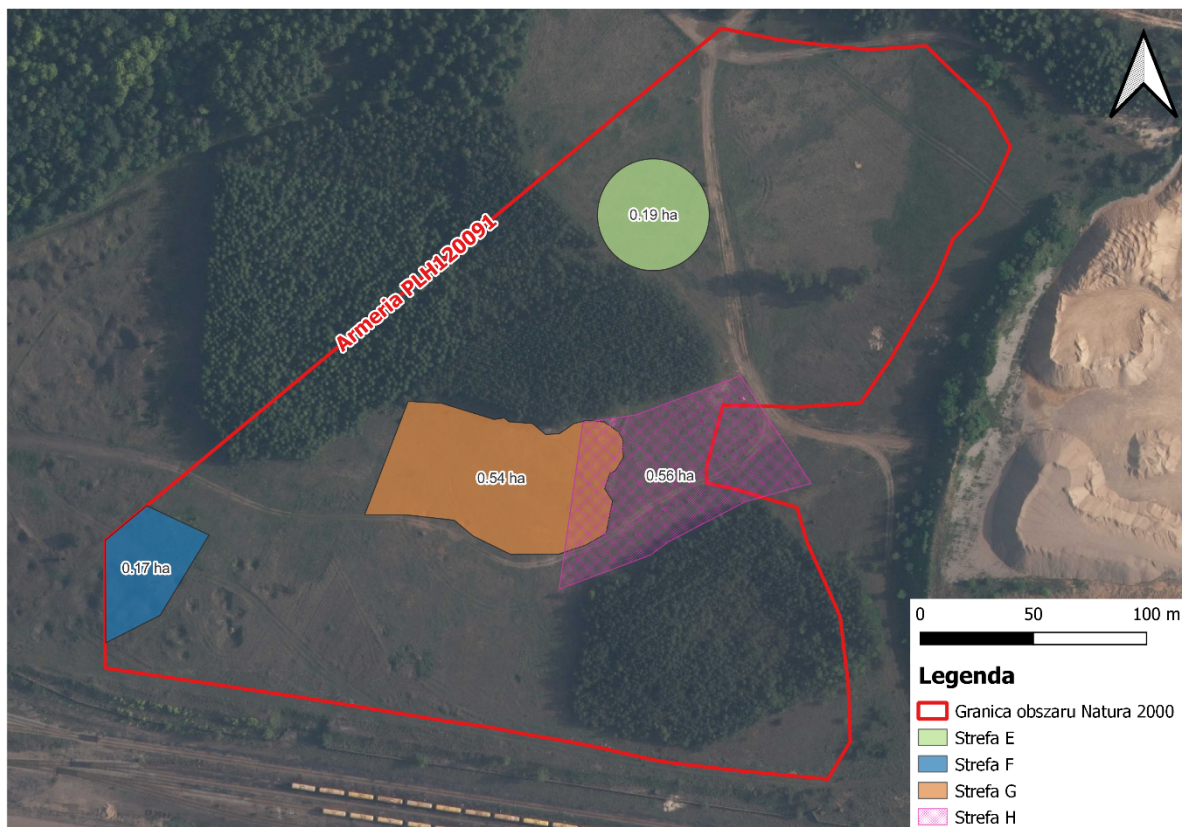 Armeria PLH120091
0.19 ha
0.54 ha
0.56 ha
0.17 ha
0 50 100 m
Legenda
Granica obszaru Natura 2000
Strefa E
Strefa F
Strefa G
Strefa H